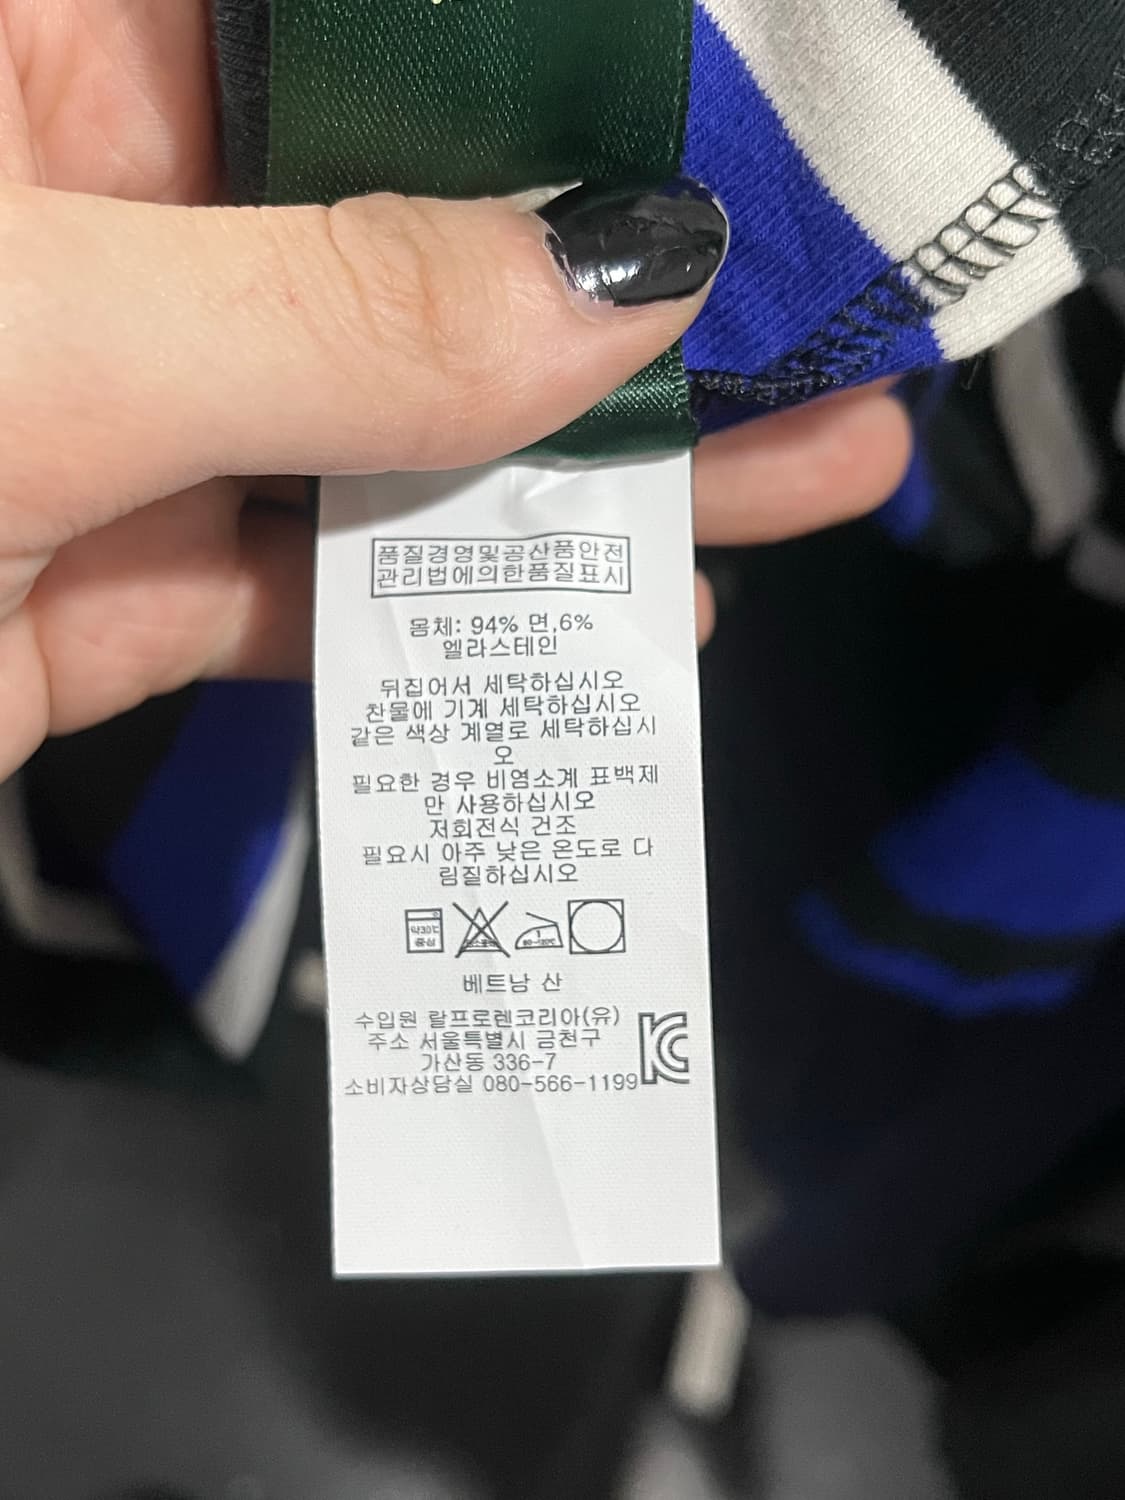 품질경영및공산품안전
관리법에의한품질표시
몸체: 94% 면,6%
엘라스테인
뒤집어서 세탁하십시오
찬물에 기계 세탁하십시오
같은 색상 계열로 세탁하십시
오
필요한 경우 비염소계 표백제
만 사용하십시오
저회전식 건조
필요시 아주 낮은 온도로 다
림질하십시오
약30℃
중성
80~120℃
베트남 산
수입원 랄프로렌코리아(유)
주소 서울특별시 금천구
가산동 336-7
소비자상담실 080-566-1199